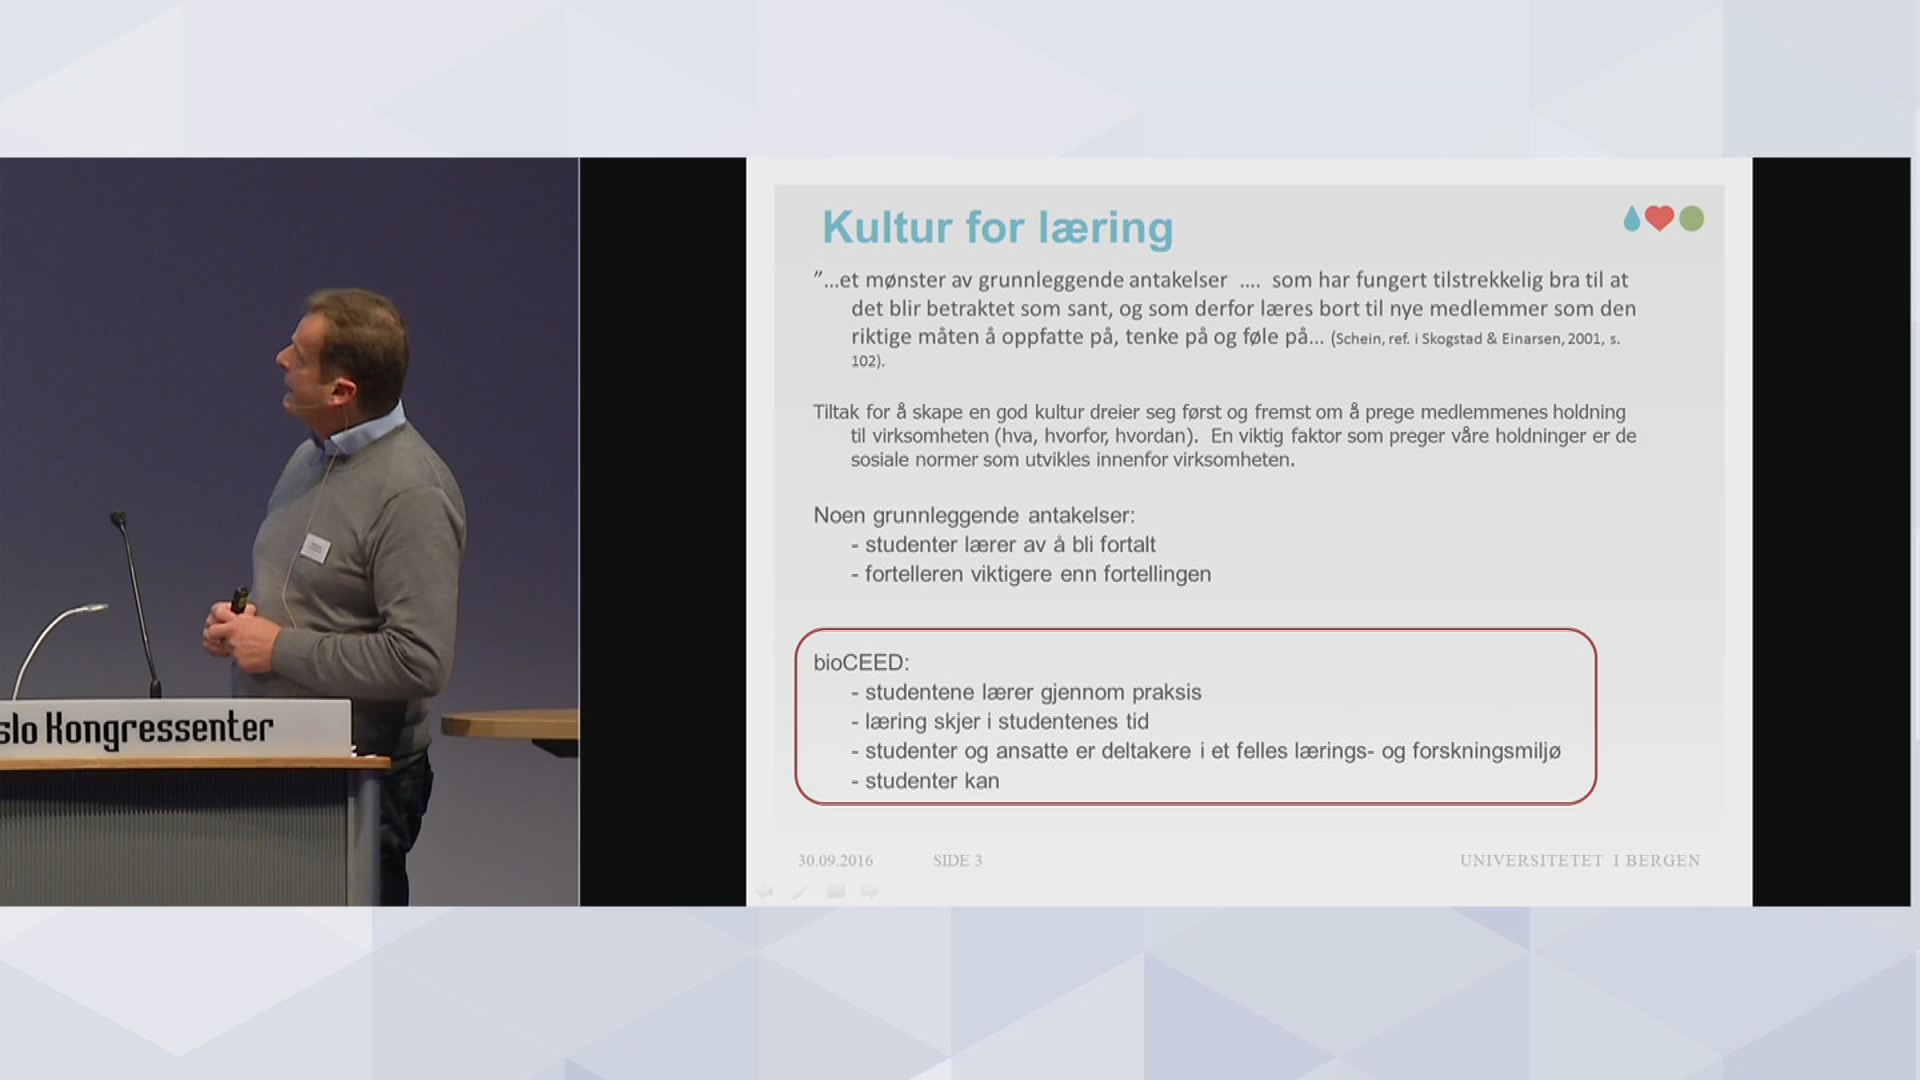 slo Kongressenter
Kultur for læring
”...et mønster av grunnleggende antakelser .... som har fungert tilstrekkelig bra til at
det blir betraktet som sant, og som derfor læres bort til nye medlemmer som den
riktige måten å oppfatte på, tenke på og føle på... (Schein, ref. i Skogstad & Einarsen, 2001, s.
102).
Tiltak for å skape en god kultur dreier seg først og fremst om å prege medlemmenes holdning
til virksomheten (hva, hvorfor, hvordan). En viktig faktor som preger våre holdninger er de
sosiale normer som utvikles innenfor virksomheten.
Noen grunnleggende antakelser:
- studenter lærer av å bli fortalt
- fortelleren viktigere enn fortellingen
bioCEED:
- studentene lærer gjennom praksis
- læring skjer i studentenes tid
- studenter og ansatte er deltakere i et felles lærings- og forskningsmiljø
- studenter kan
30.09.2016 SIDE 3 UNIVERSITETET I BERGEN